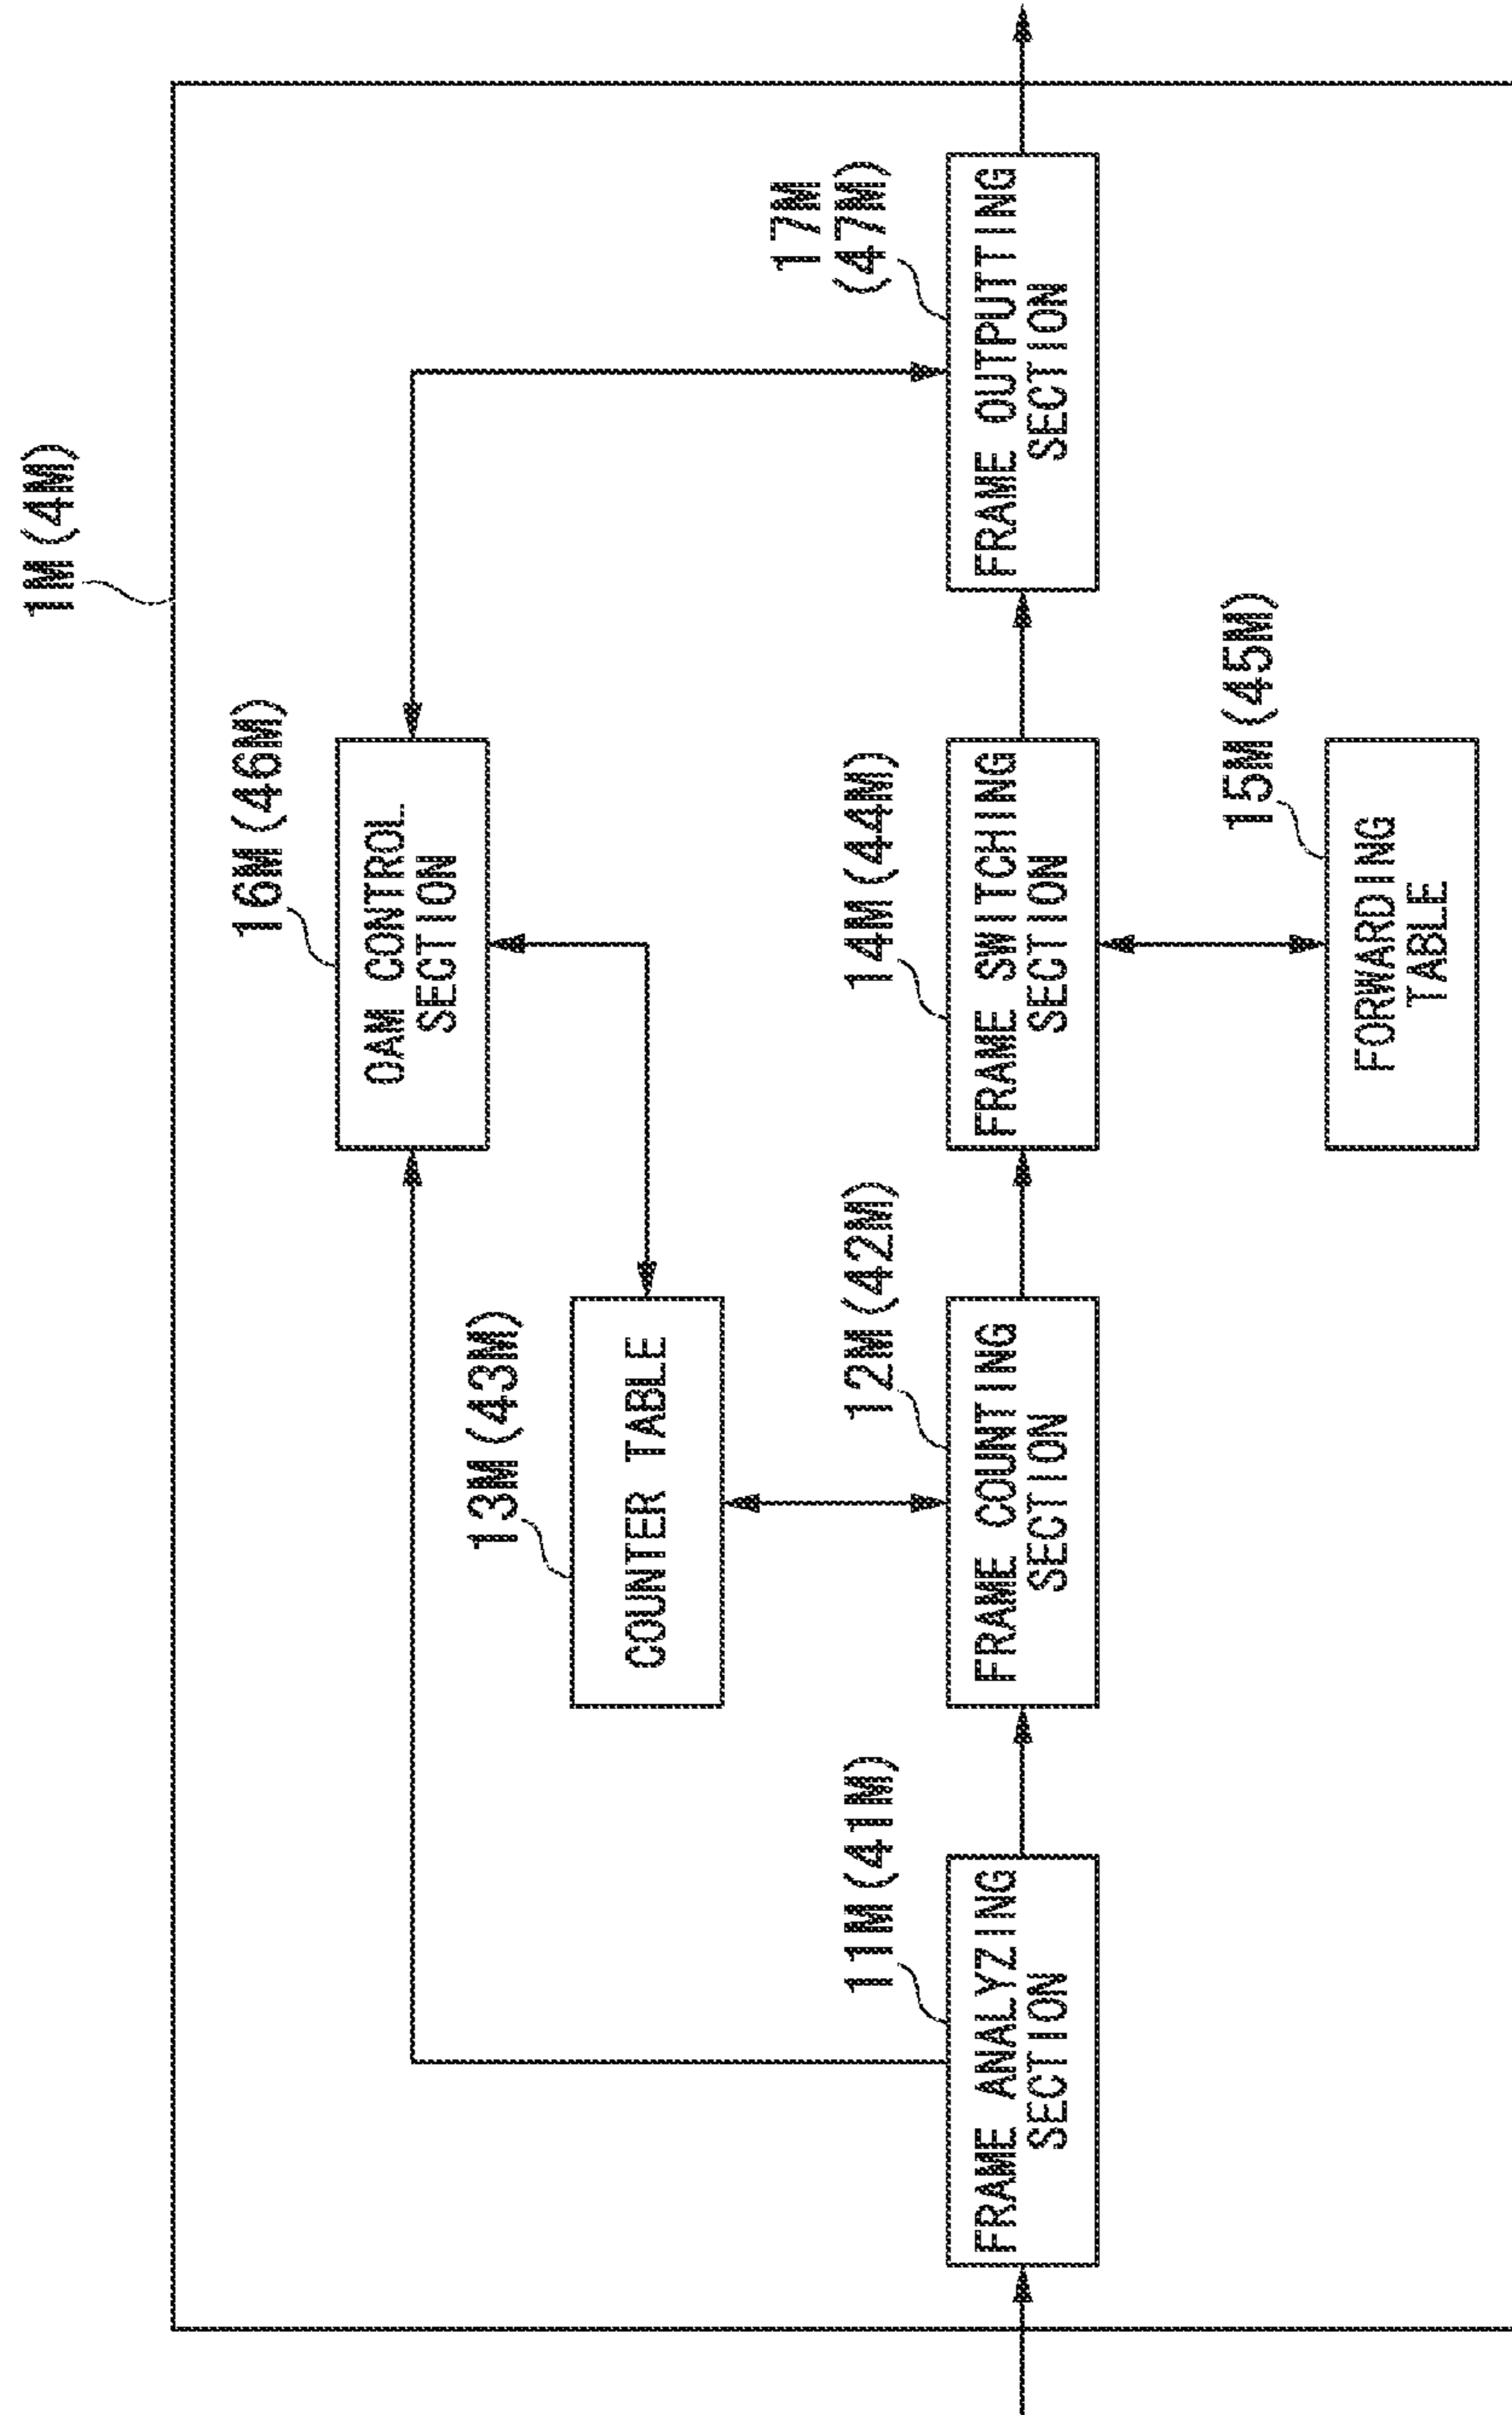 1M(4M)
16M(46M)
OAM CONTROL
SECTION
13M(43M)
COUNTER TABLE
11M(41M)
FRAME ANALYZING
SECTION
12M(42M)
FRAME COUNTING
SECTION
14M(44M)
FRAME SWITCHING
SECTION
17M
(47M)
FRAME OUTPUTTING
SECTION
15M(45M)
FORWARDING
TABLE